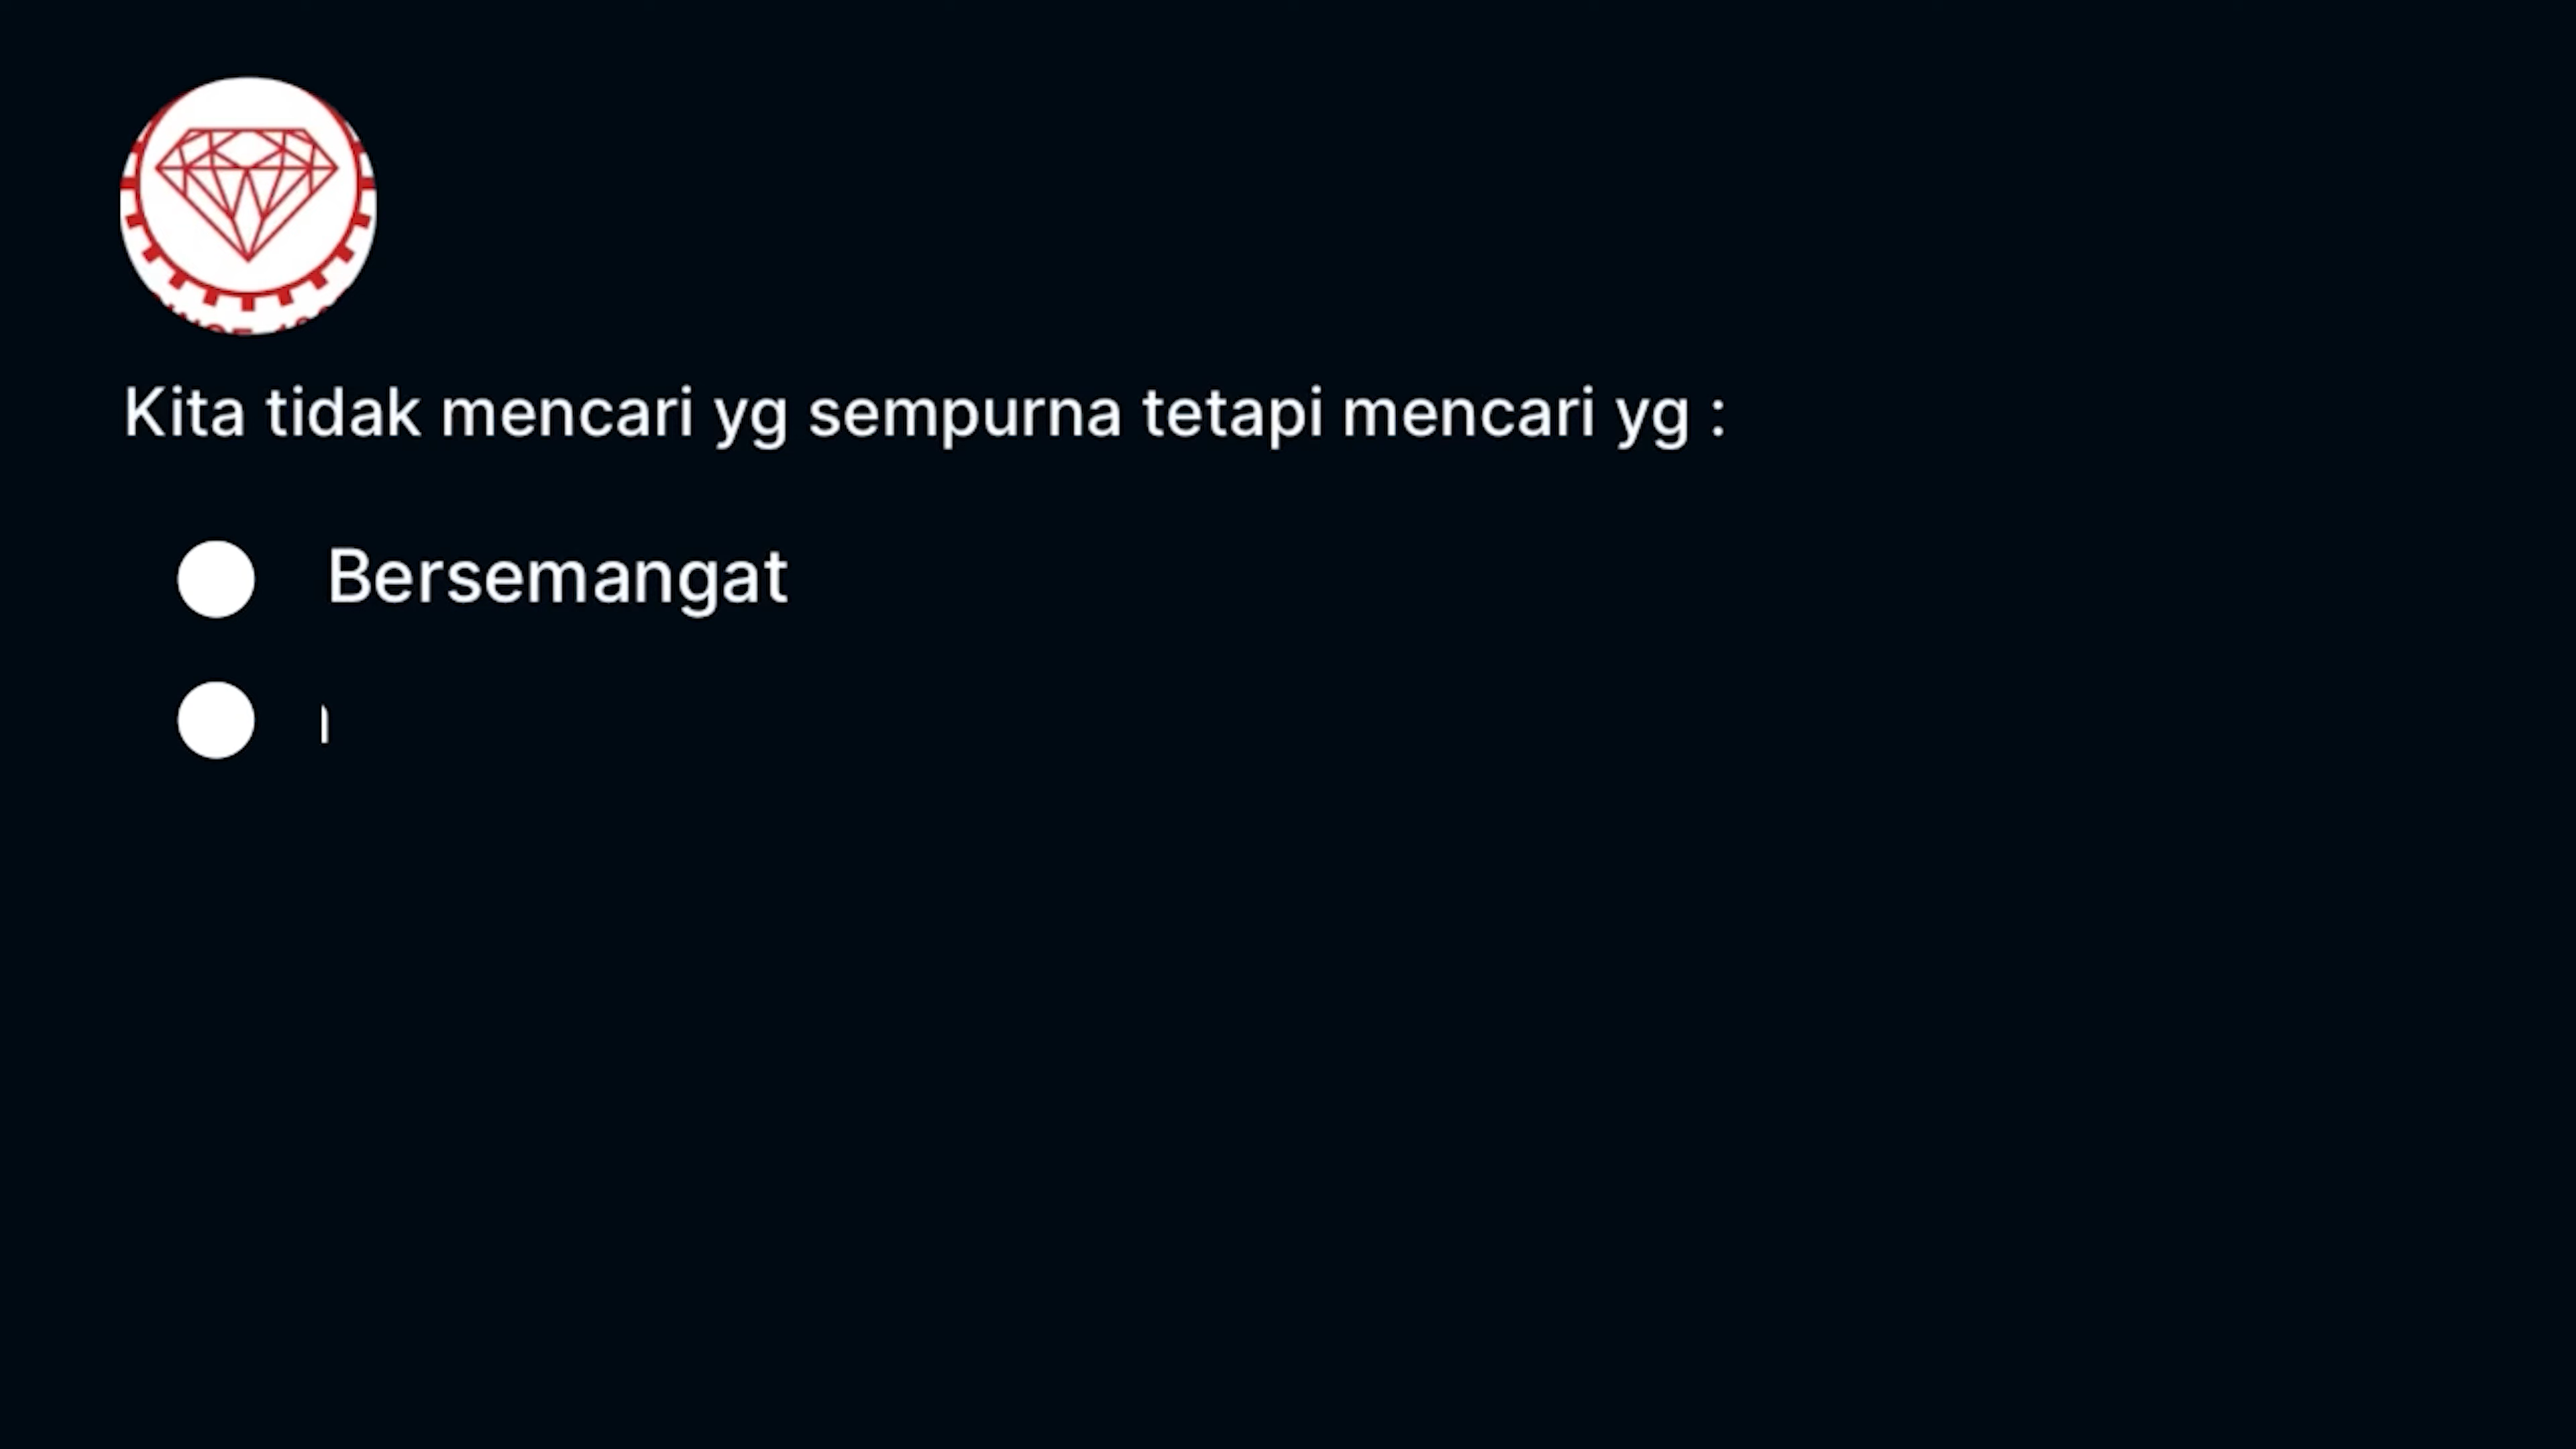 Kita tidak mencari yg sempurna tetapi mencari yg :
Bersemangat